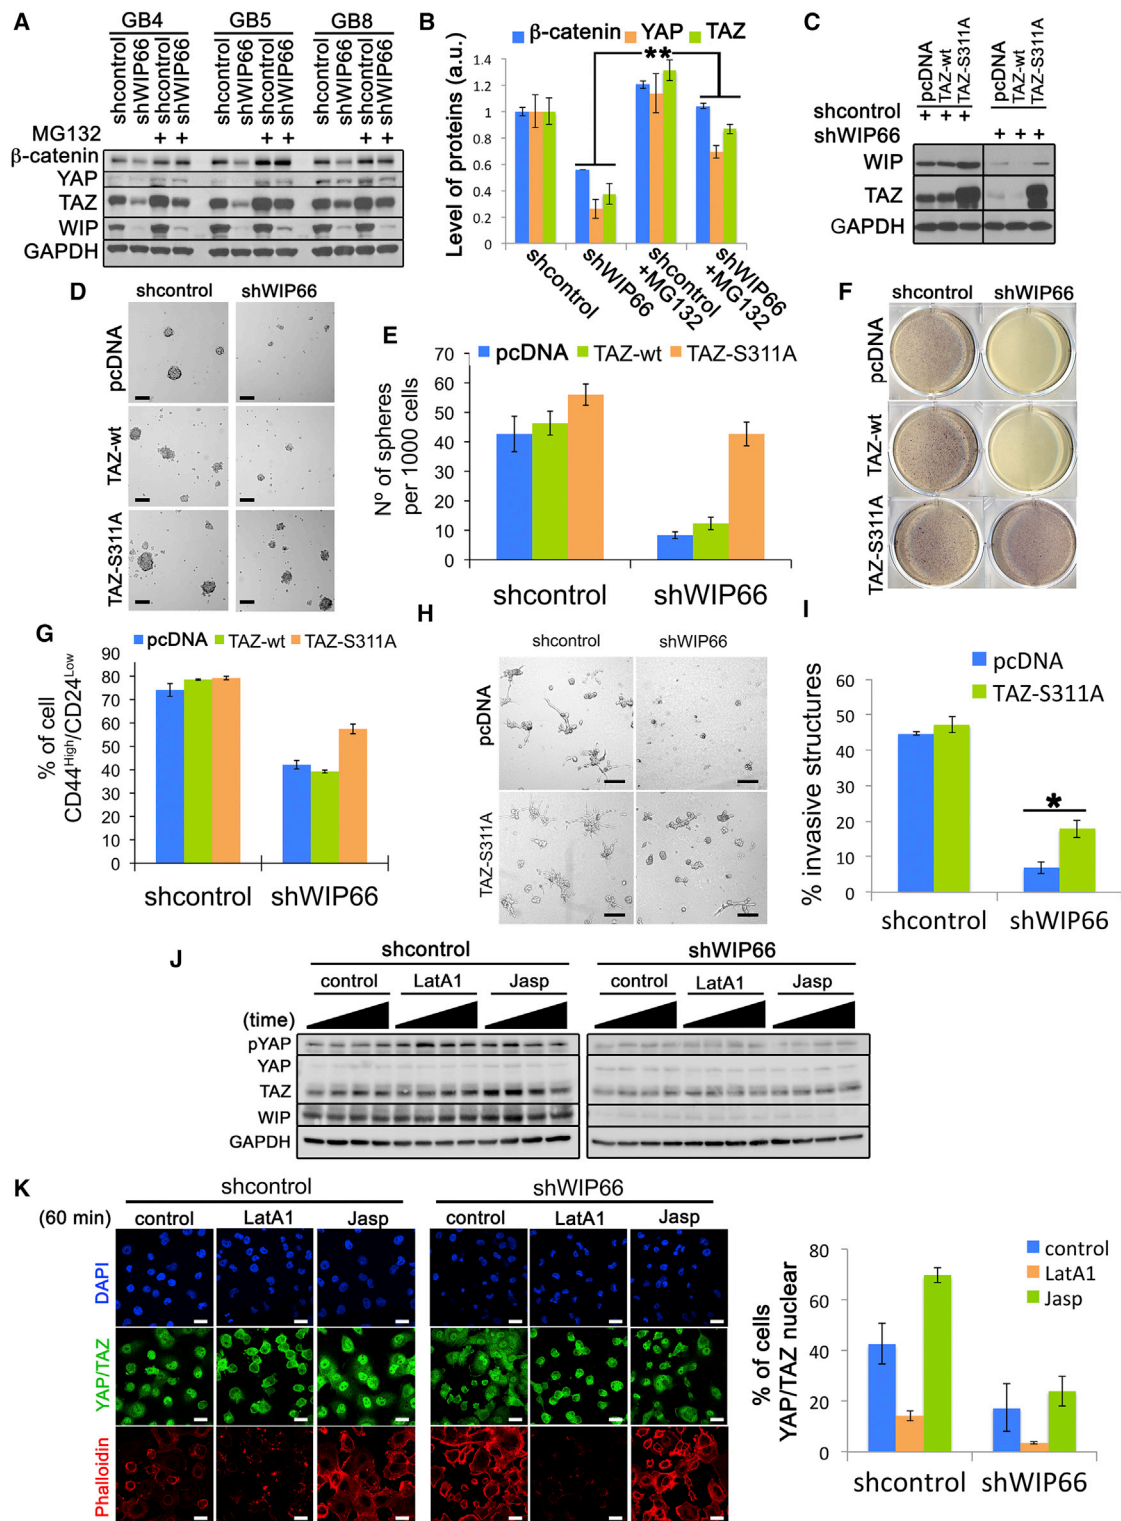 A
GB4 GB5 GB8
shcontrol shWIP66 shcontrol shWIP66 shcontrol shWIP66 shcontrol shWIP66 shcontrol shWIP66 shcontrol shWIP66
MG132 + + + + + +
β-catenin
YAP
TAZ
WIP
GAPDH
B
β-catenin YAP TAZ
**
Level of proteins (a.u.)
1.4
1.2
1
0.8
0.6
0.4
0.2
0
shcontrol
shWIP66
shcontrol +MG132
shWIP66 +MG132
C
pcDNA TAZ-wt TAZ-S311A pcDNA TAZ-wt TAZ-S311A
shcontrol + + +
shWIP66 + + +
WIP
TAZ
GAPDH
D
shcontrol shWIP66
pcDNA
TAZ-wt
TAZ-S311A
E
pcDNA TAZ-wt TAZ-S311A
Nº of spheres
per 1000 cells
70
60
50
40
30
20
10
0
shcontrol shWIP66
F
shcontrol shWIP66
pcDNA
TAZ-wt
TAZ-S311A
G
pcDNA TAZ-wt TAZ-S311A
% of cell
CD44High/CD24Low
90
80
70
60
50
40
30
20
10
0
shcontrol shWIP66
H
shcontrol shWIP66
pcDNA
TAZ-S311A
I
pcDNA
TAZ-S311A
% invasive structures
60
50
40
30
20
10
0
*
shcontrol shWIP66
J
shcontrol shWIP66
control LatA1 Jasp control LatA1 Jasp
(time)
pYAP
YAP
TAZ
WIP
GAPDH
K
shcontrol shWIP66
(60 min) control LatA1 Jasp control LatA1 Jasp
DAPI
YAP/TAZ
Phalloidin
control
LatA1
Jasp
% of cells
YAP/TAZ nuclear
80
60
40
20
0
shcontrol shWIP66